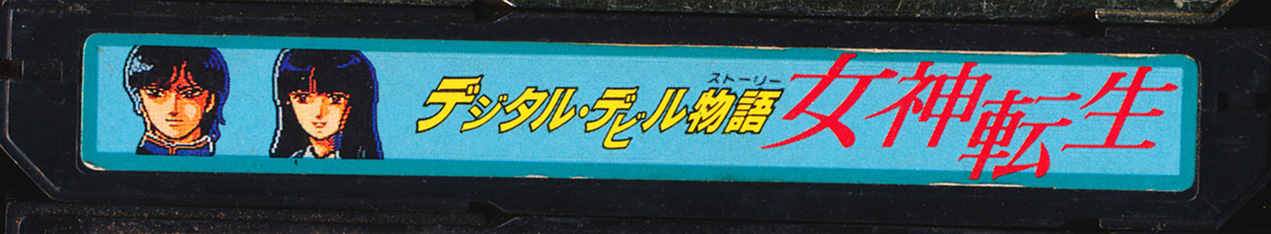 デジタル・デビル物語 女神転生
ストーリー